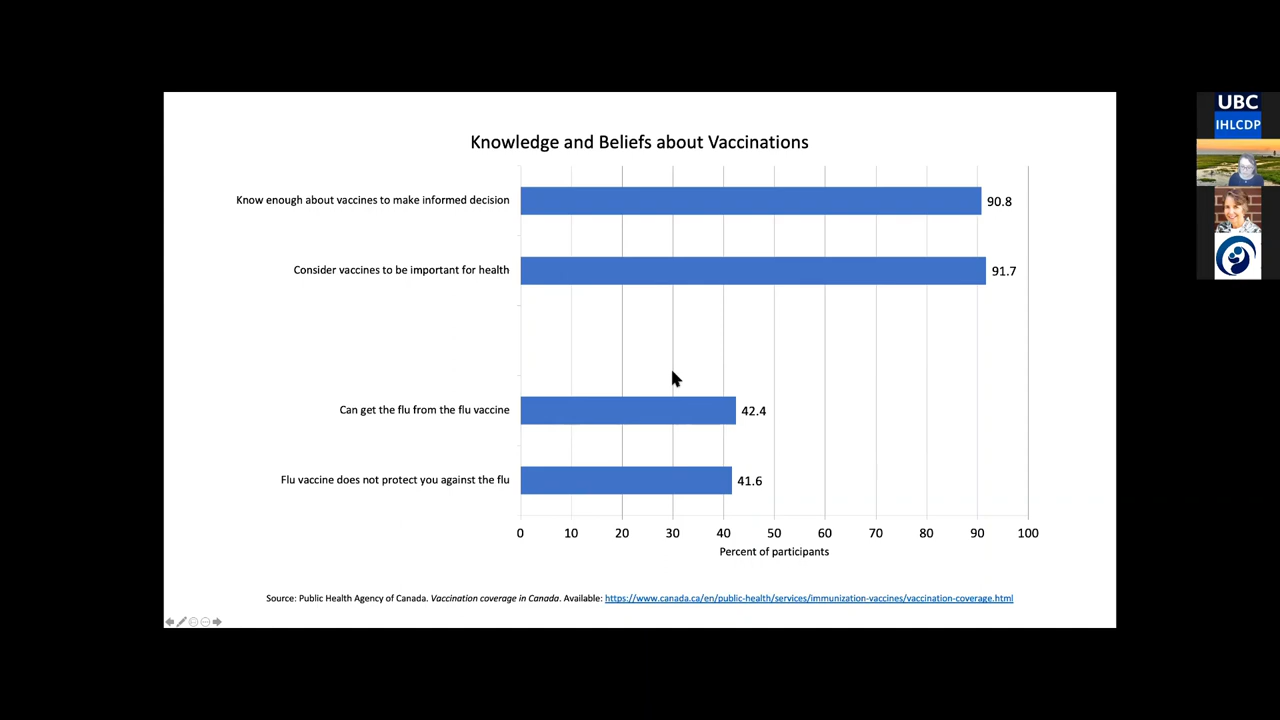 UBC
IHLCDP
Knowledge and Beliefs about Vaccinations
Know enough about vaccines to make informed decision
90.8
Consider vaccines to be important for health
91.7
Can get the flu from the flu vaccine
42.4
Flu vaccine does not protect you against the flu
41.6
0 10 20 30 40 50 60 70 80 90 100
Percent of participants
Source: Public Health Agency of Canada. Vaccination coverage in Canada. Available: https://www.canada.ca/en/public-health/services/immunization-vaccines/vaccination-coverage.html